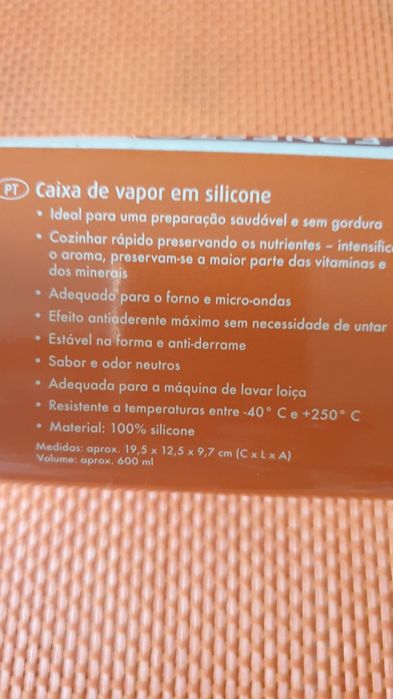 PT Caixa de vapor em silicone
• Ideal para uma preparação saudável e sem gordura
• Cozinhar rápido preservando os nutrientes – intensific
o aroma, preservam-se a maior parte das vitaminas e
dos minerais
• Adequado para o forno e micro-ondas
• Efeito antiaderente máximo sem necessidade de untar
• Estável na forma e anti-derrame
• Sabor e odor neutros
• Adequada para a máquina de lavar loiça
• Resistente a temperaturas entre -40° C e +250° C
• Material: 100% silicone
Medidas: aprox. 19,5 x 12,5 x 9,7 cm (C x L x A)
Volume: aprox. 600 ml